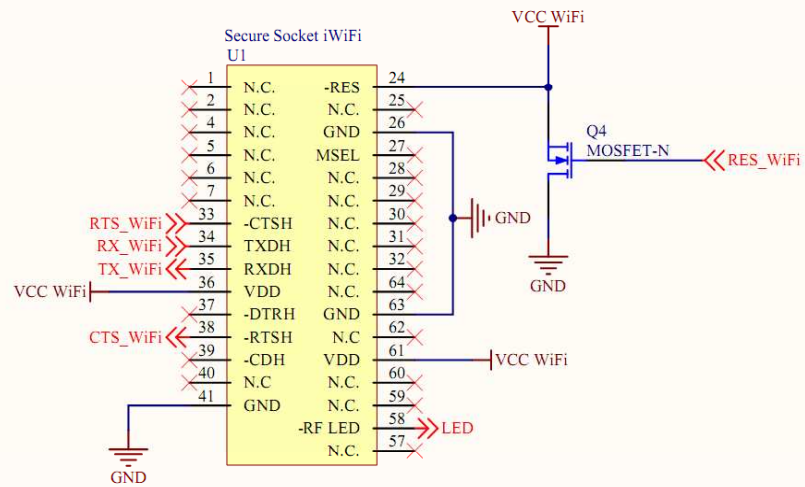 VCC WiFi
Secure Socket iWiFi
U1
1 N.C. -RES 24
2 N.C. N.C. 25
4 N.C. GND 26
5 N.C. MSEL 27
6 N.C. N.C. 28
7 N.C. N.C. 29
RTS_WiFi 33 -CTSH N.C. 30
RX_WiFi 34 TXDH N.C. 31
TX_WiFi 35 RXDH N.C. 32
VCC WiFi 36 VDD N.C. 64
37 -DTRH GND 63
CTS_WiFi 38 -RTSH N.C 62
39 -CDH VDD 61 VCC WiFi
40 N.C N.C. 60
41 GND N.C. 59
-RF LED 58 LED
N.C. 57
GND
GND
Q4
MOSFET-N
RES_WiFi
GND